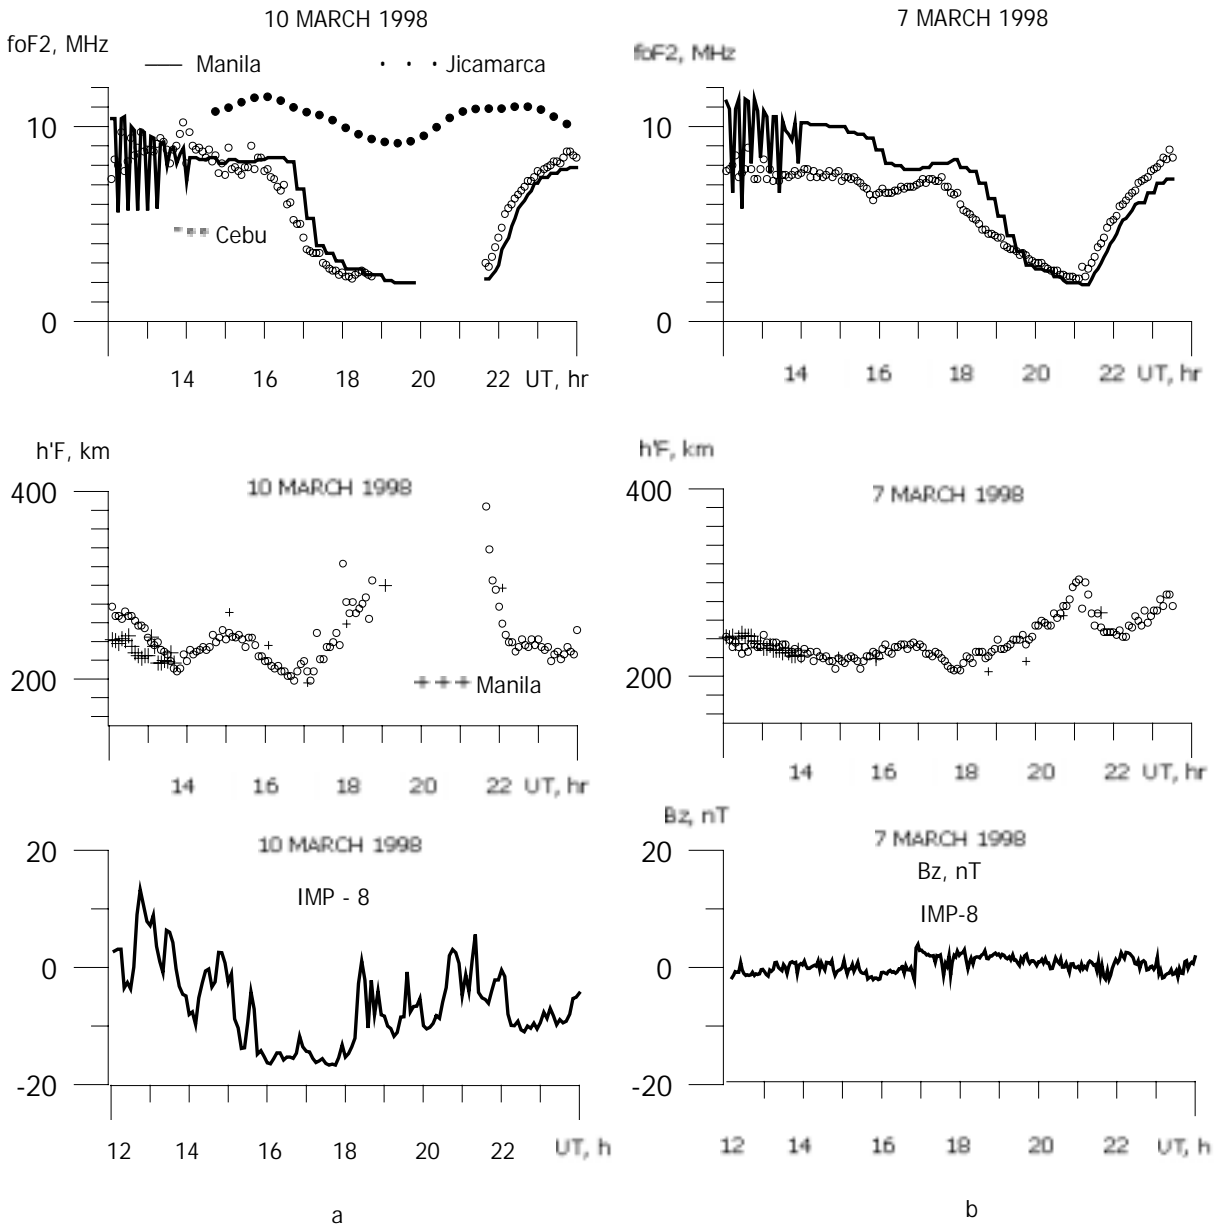 10 MARCH 1998
foF2, MHz
Manila
Jicamarca
10
Cebu
0
14 16 18 20 22 UT, hr
7 MARCH 1998
foF2, MHz
10
0
14 16 18 20 22 UT, hr
h'F, km
400
10 MARCH 1998
200
Manila
14 16 20 22 UT, hr
h'F, km
400
7 MARCH 1998
200
14 16 18 20 22 UT, hr
20
10 MARCH 1998
IMP - 8
0
-20
12 14 16 18 20 22 UT, h
a
Bz, nT
20
7 MARCH 1998
Bz, nT
IMP-8
0
-20
12 14 16 18 20 22 UT, h
b